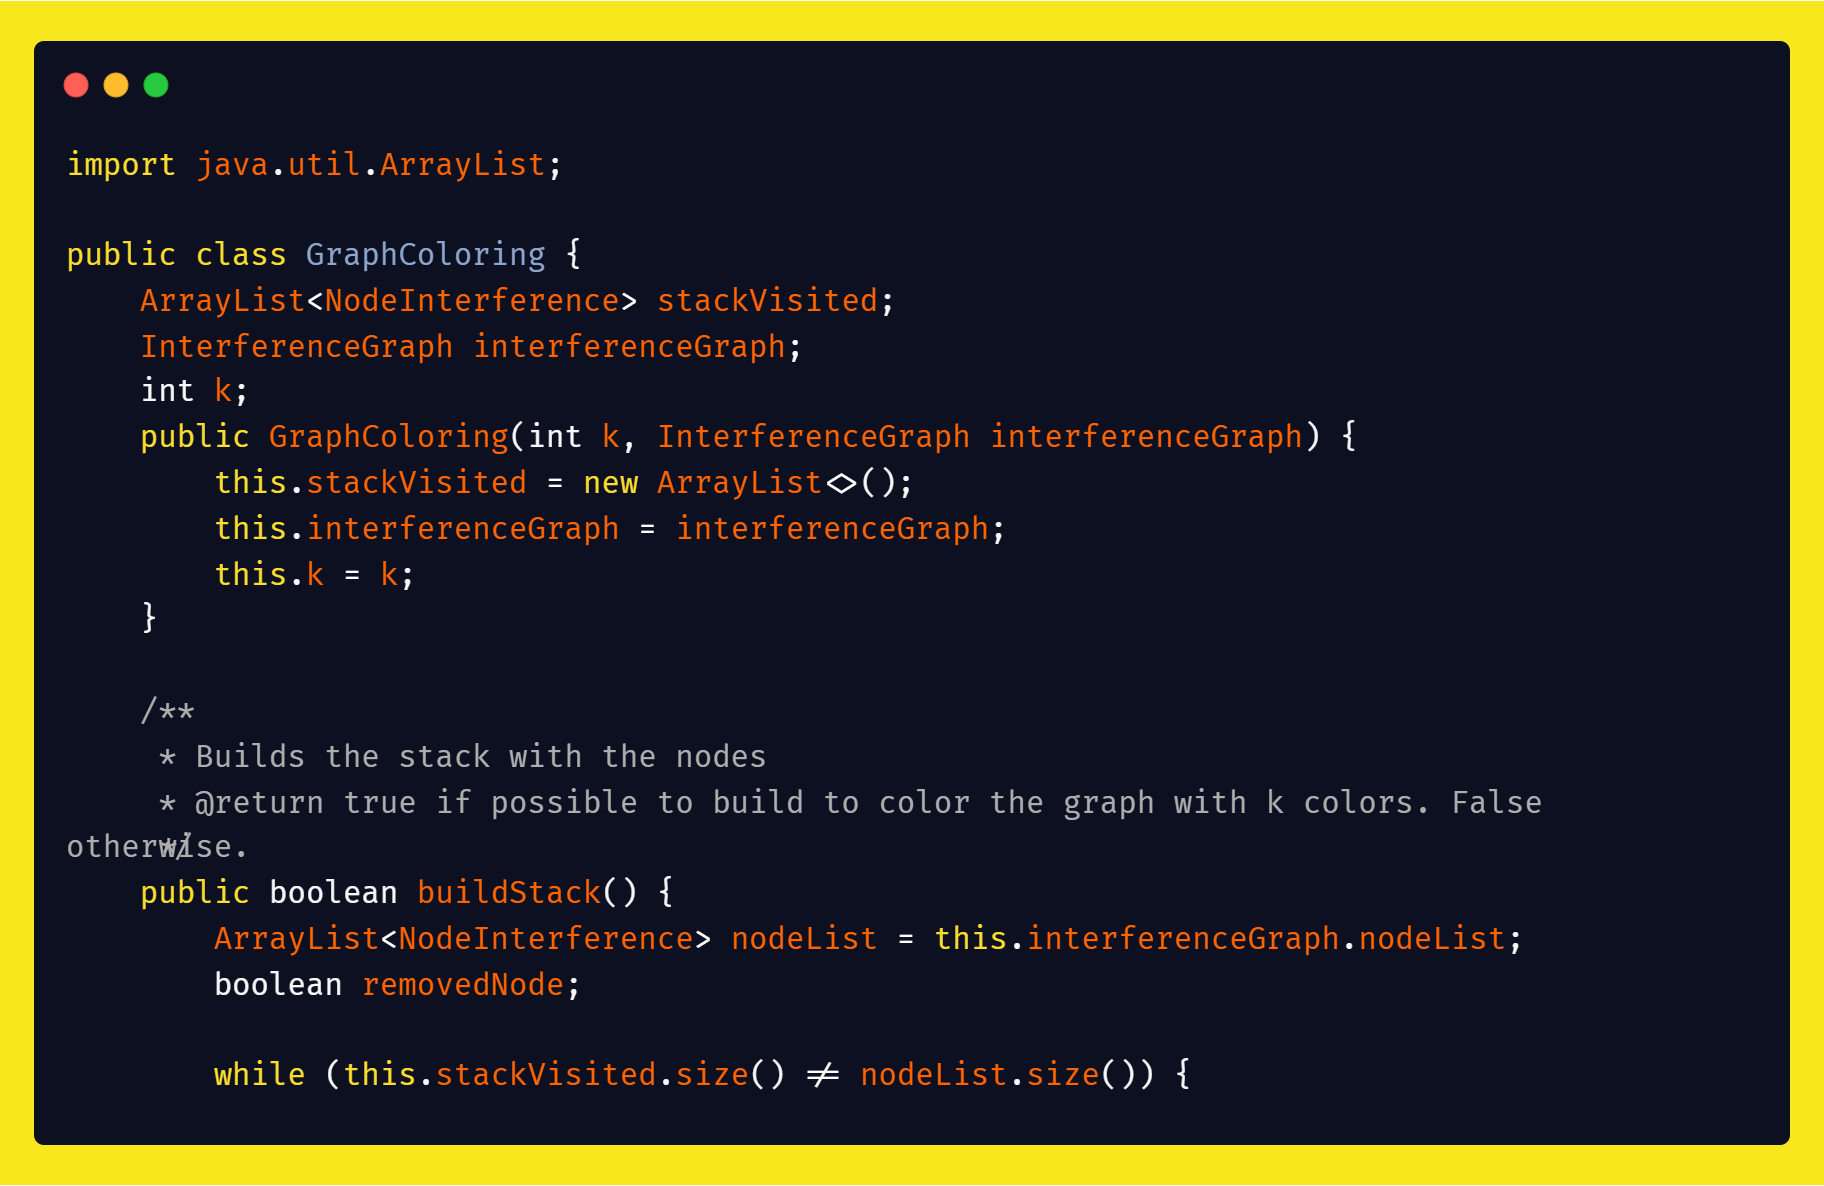 import java.util.ArrayList;

public class GraphColoring {
    ArrayList<NodeInterference> stackVisited;
    InterferenceGraph interferenceGraph;
    int k;
    public GraphColoring(int k, InterferenceGraph interferenceGraph) {
        this.stackVisited = new ArrayList<>();
        this.interferenceGraph = interferenceGraph;
        this.k = k;
    }

    /**
     * Builds the stack with the nodes
     * @return true if possible to build to color the graph with k colors. False
otherwise.
     */
    public boolean buildStack() {
        ArrayList<NodeInterference> nodeList = this.interferenceGraph.nodeList;
        boolean removedNode;

        while (this.stackVisited.size() != nodeList.size()) {